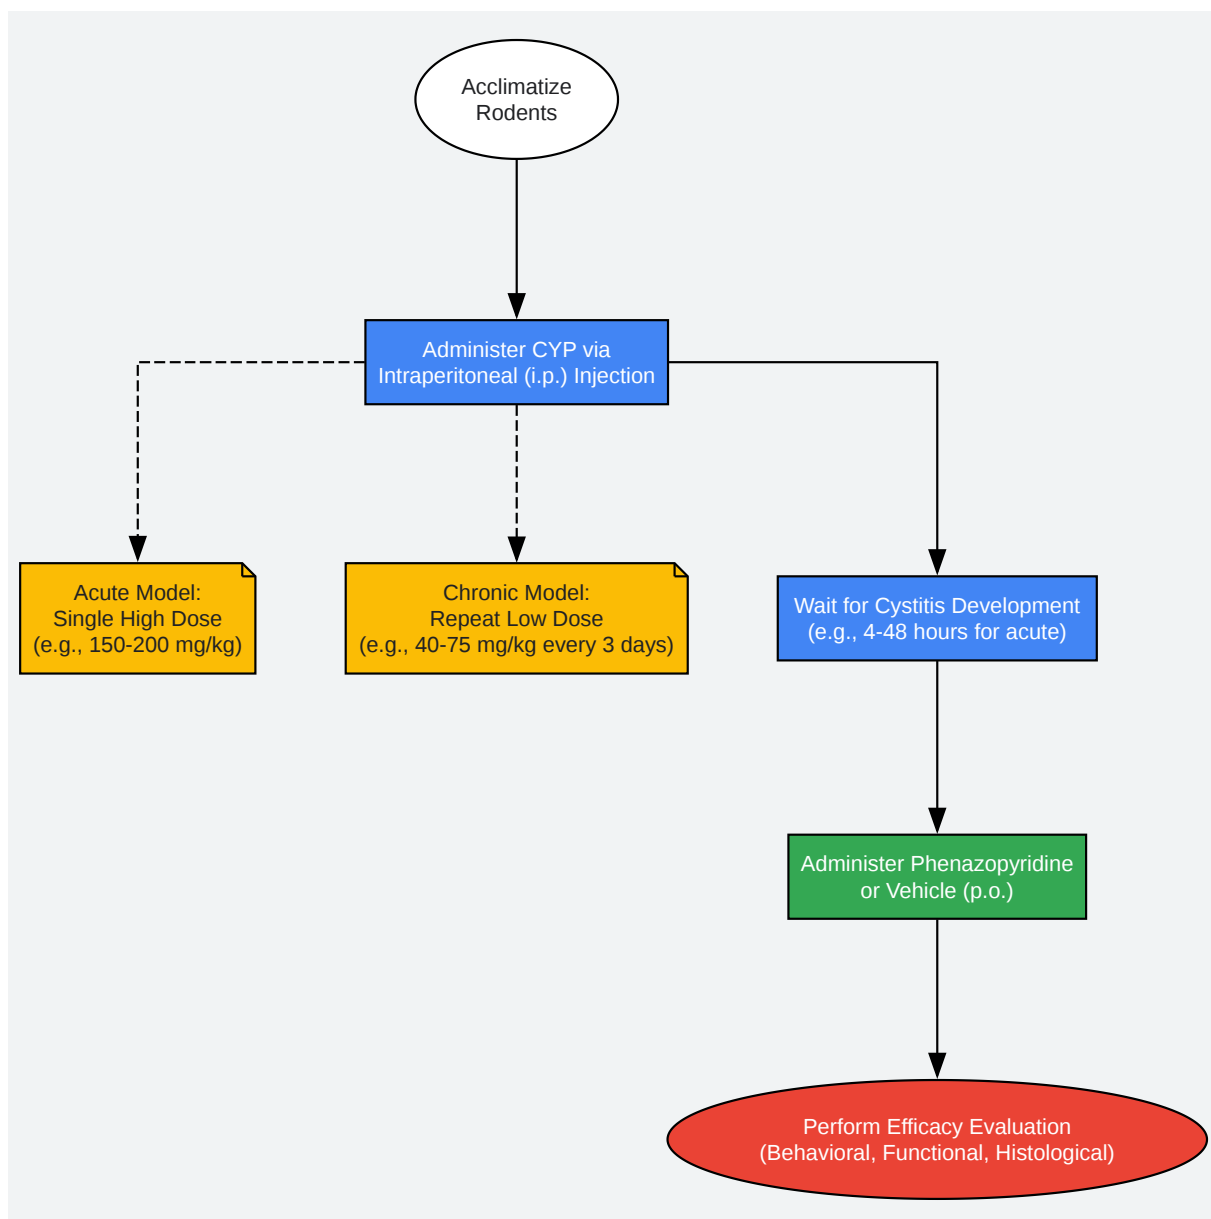 Acclimatize
Rodents
Administer CYP via
Intraperitoneal (i.p.) Injection
Acute Model:
Single High Dose
(e.g., 150-200 mg/kg)
Chronic Model:
Repeat Low Dose
(e.g., 40-75 mg/kg every 3 days)
Wait for Cystitis Development
(e.g., 4-48 hours for acute)
Administer Phenazopyridine
or Vehicle (p.o.)
Perform Efficacy Evaluation
(Behavioral, Functional, Histological)